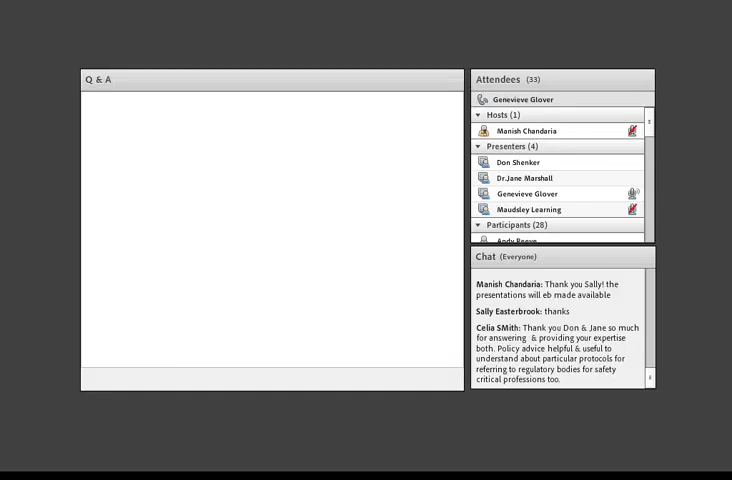 Q & A
Attendees (33)
Genevieve Glover
Hosts (1)
Manish Chandaria
Presenters (4)
Don Shenker
Dr.Jane Marshall
Genevieve Glover
Maudsley Learning
Participants (28)
Andy Reeve
Chat (Everyone)
Manish Chandaria: Thank you Sally! the
presentations will eb made available
Sally Easterbrook: thanks
Celia SMith: Thank you Don & Jane so much
for answering & providing your expertise
both. Policy advice helpful & useful to
understand about particular protocols for
referring to regulatory bodies for safety
critical professions too.